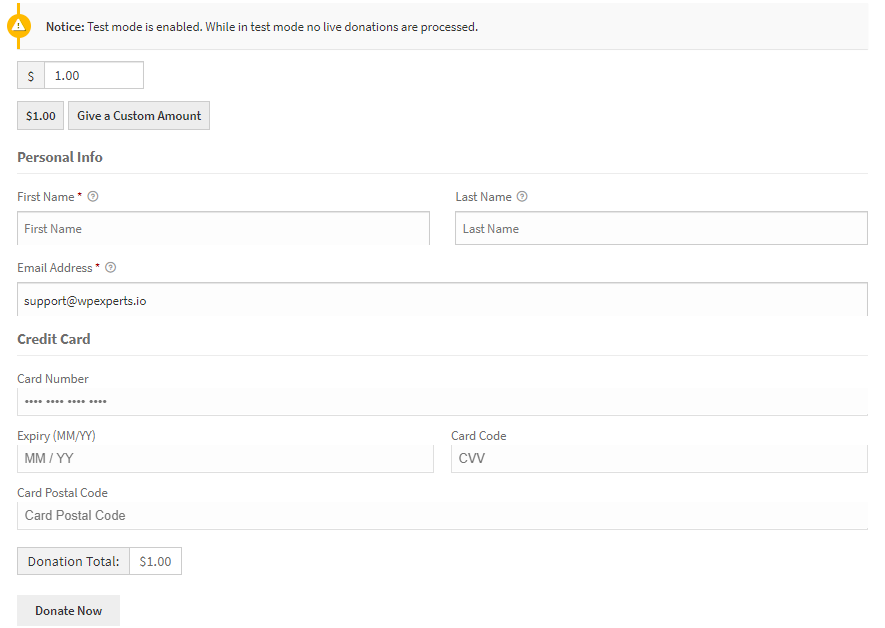 Notice: Test mode is enabled. While in test mode no live donations are processed.
$ 1.00
$1.00 Give a Custom Amount
Personal Info
First Name * Last Name
First Name Last Name
Email Address *
support@wpexperts.io
Credit Card
Card Number
•••• •••• •••• ••••
Expiry (MM/YY) Card Code
MM / YY CVV
Card Postal Code
Card Postal Code
Donation Total: $1.00
Donate Now